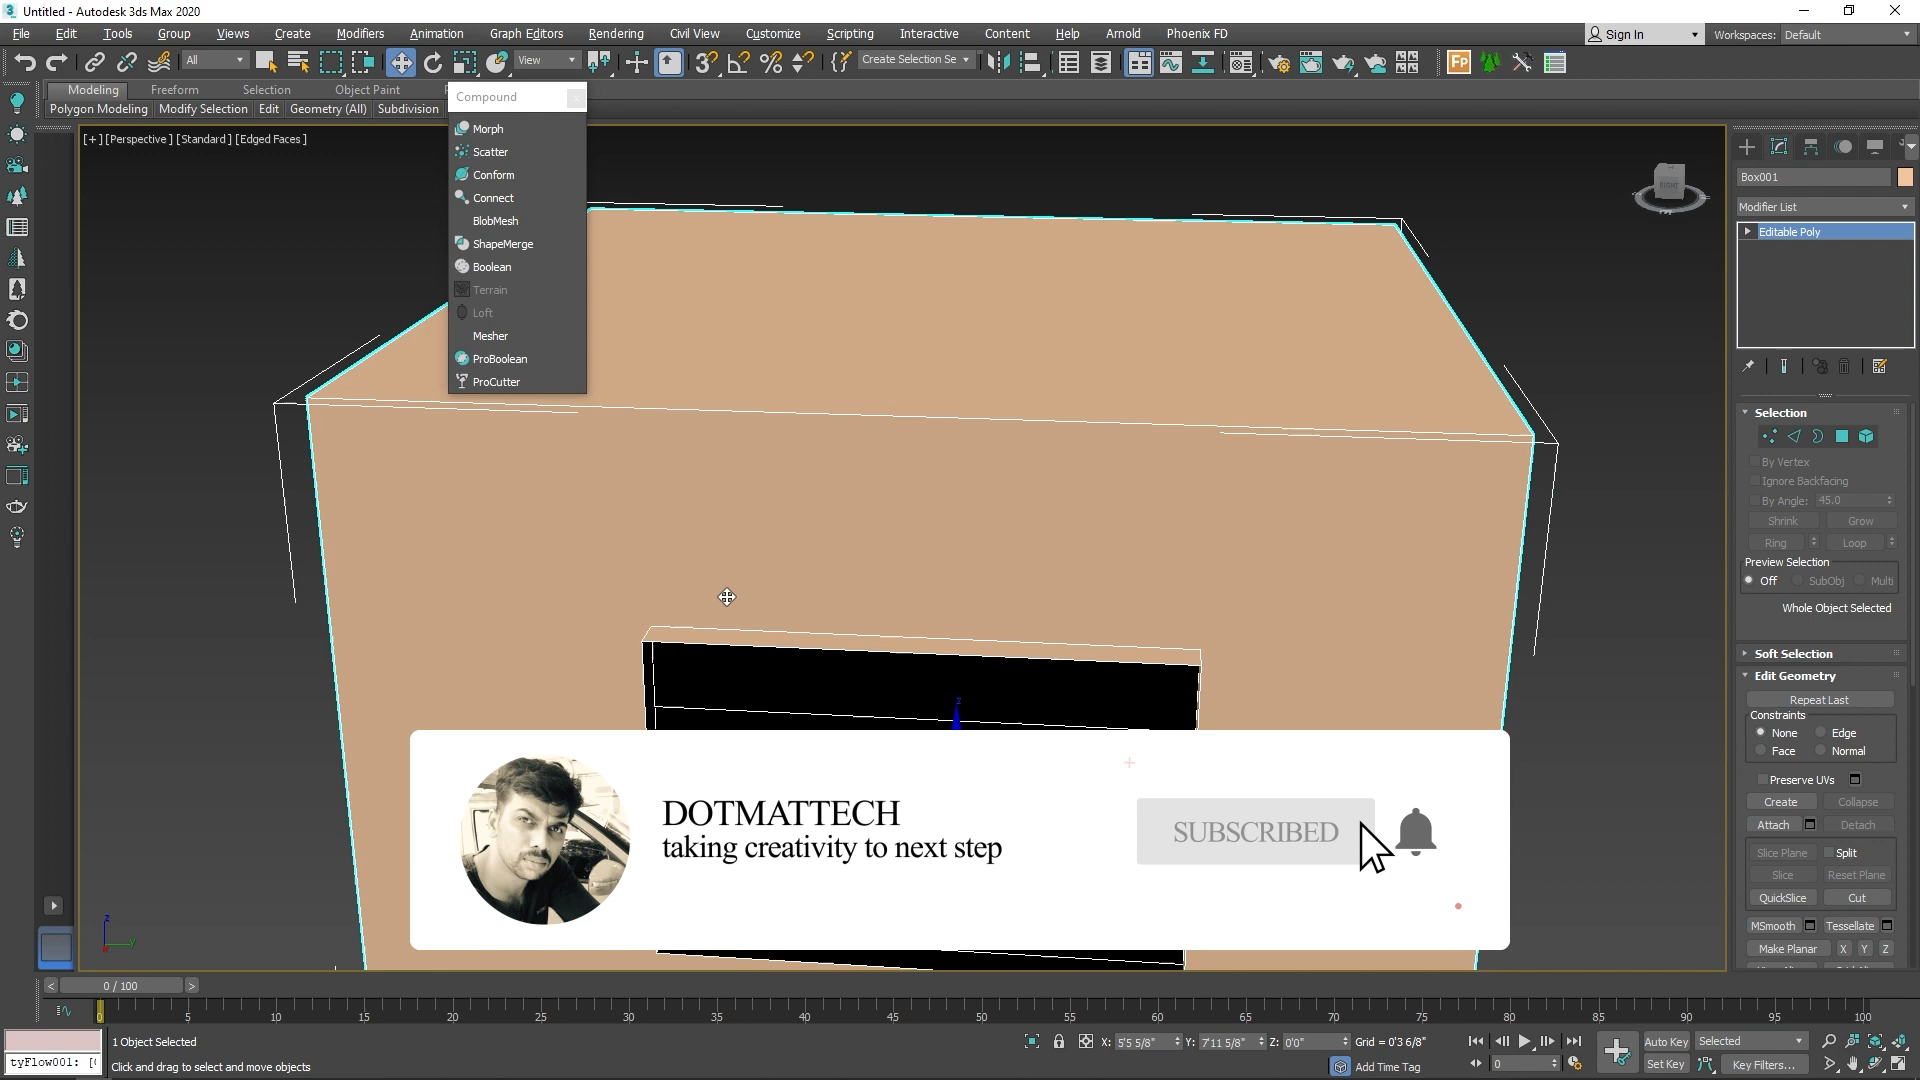 Untitled - Autodesk 3ds Max 2020
File Edit Tools Group Views Create Modifiers Animation Graph Editors Rendering Civil View Customize Scripting Interactive Content Help Arnold Phoenix FD
Sign In Workspaces: Default
All View Create Selection Se
Modeling Freeform Selection Object Paint
Polygon Modeling Modify Selection Edit Geometry (All) Subdivision
Compound
Morph
Scatter
Conform
Connect
BlobMesh
ShapeMerge
Boolean
Terrain
Loft
Mesher
ProBoolean
ProCutter
[+] [Perspective] [Standard] [Edged Faces]
RIGHT
Box001
Modifier List
Editable Poly
Selection
By Vertex
Ignore Backfacing
By Angle: 45.0
Shrink Grow
Ring Loop
Preview Selection
Off SubObj Multi
Whole Object Selected
Soft Selection
Edit Geometry
Repeat Last
Constraints
None Edge
Face Normal
Preserve UVs
Create Collapse
Attach Detach
Slice Plane Split
Slice Reset Plane
QuickSlice Cut
MSmooth Tessellate
Make Planar X Y Z
z
DOTMATTECH
taking creativity to next step
SUBSCRIBED
z
y
0 / 100
0 5 10 15 20 25 30 35 40 45 50 55 60 65 70 75 80 85 90 95 100
1 Object Selected
X: 5'5 5/8" Y: 7'11 5/8" Z: 0'0" Grid = 0'3 6/8"
Auto Key Selected
tyFlow001: [(
Click and drag to select and move objects
Add Time Tag
0
Set Key Key Filters...